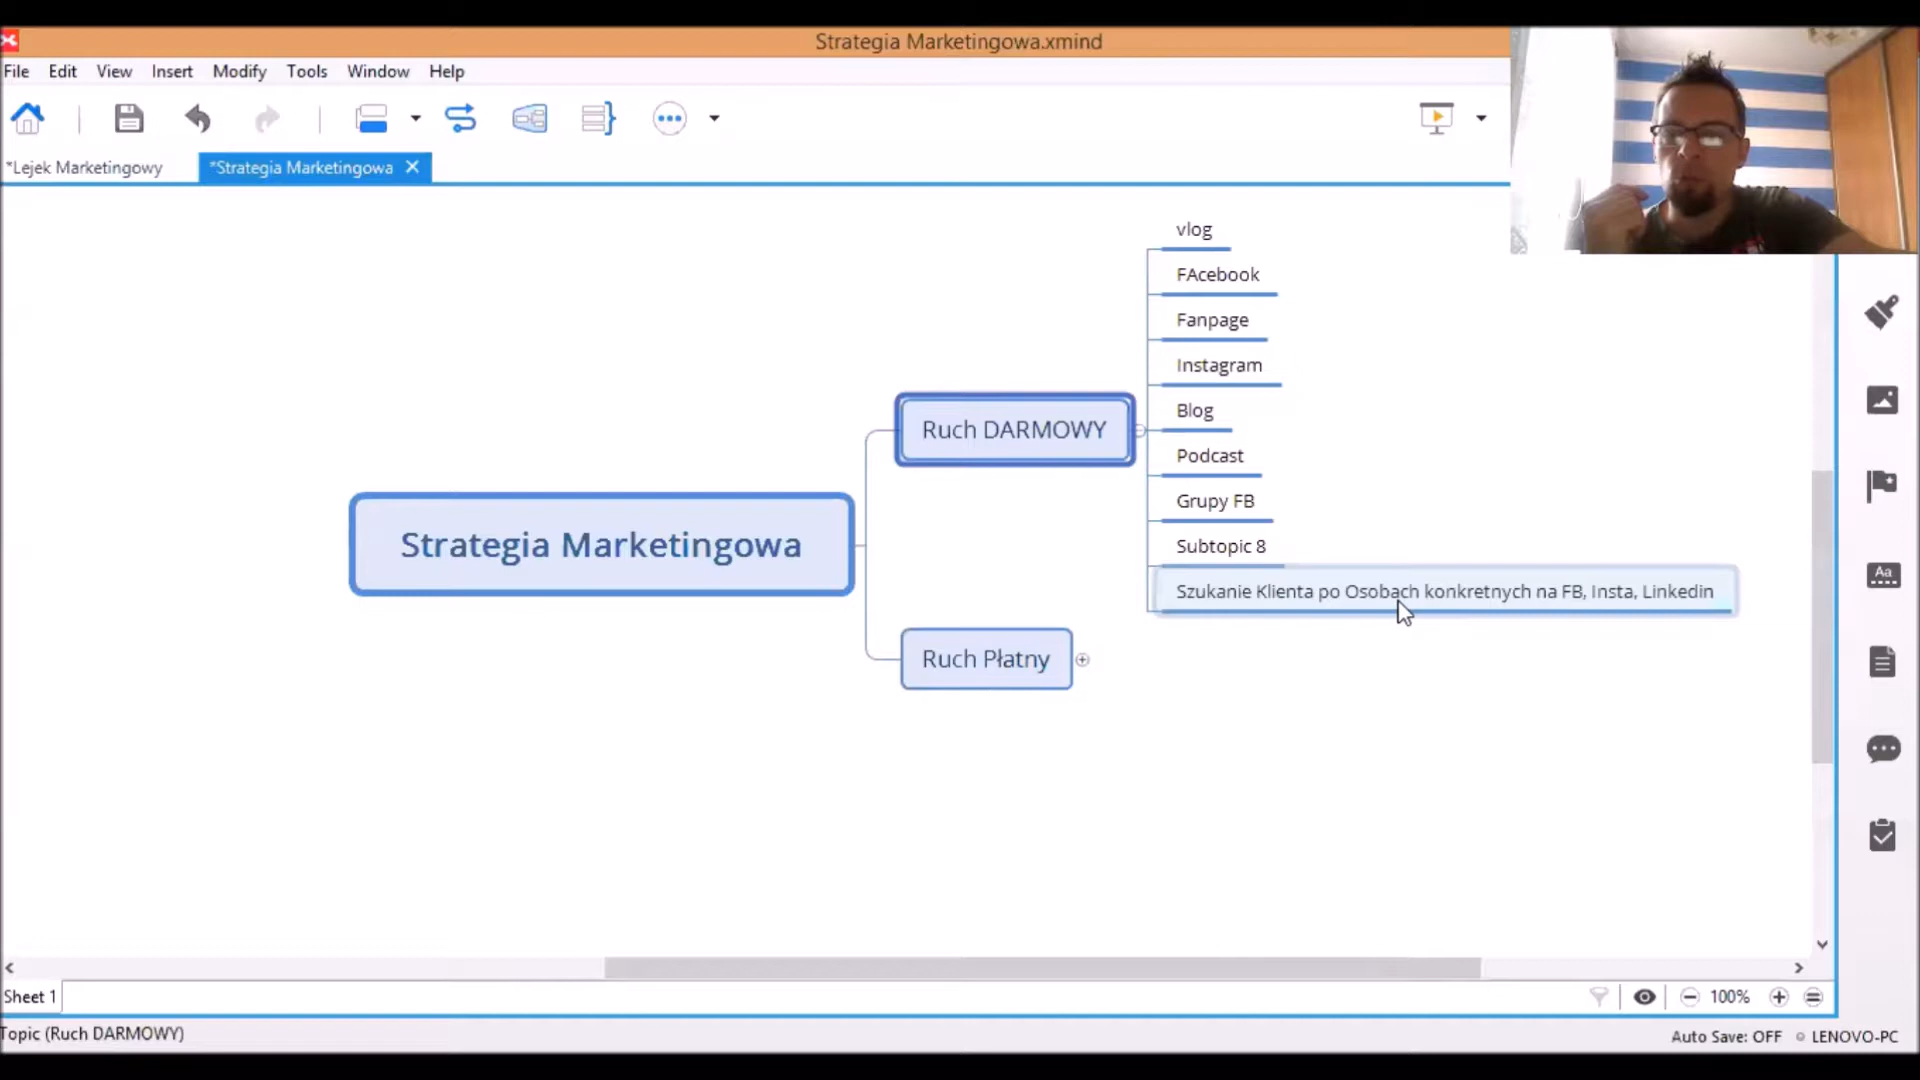 Strategia Marketingowa.xmind
File Edit View Insert Modify Tools Window Help
*Lejek Marketingowy *Strategia Marketingowa
vlog
FAcebook
Fanpage
Instagram
Ruch DARMOWY
Blog
Podcast
Grupy FB
Strategia Marketingowa
Subtopic 8
Szukanie Klienta po Osobach konkretnych na FB, Insta, Linkedin
Aa
Ruch Płatny
Sheet 1
100%
Topic (Ruch DARMOWY)
Auto Save: OFF LENOVO-PC